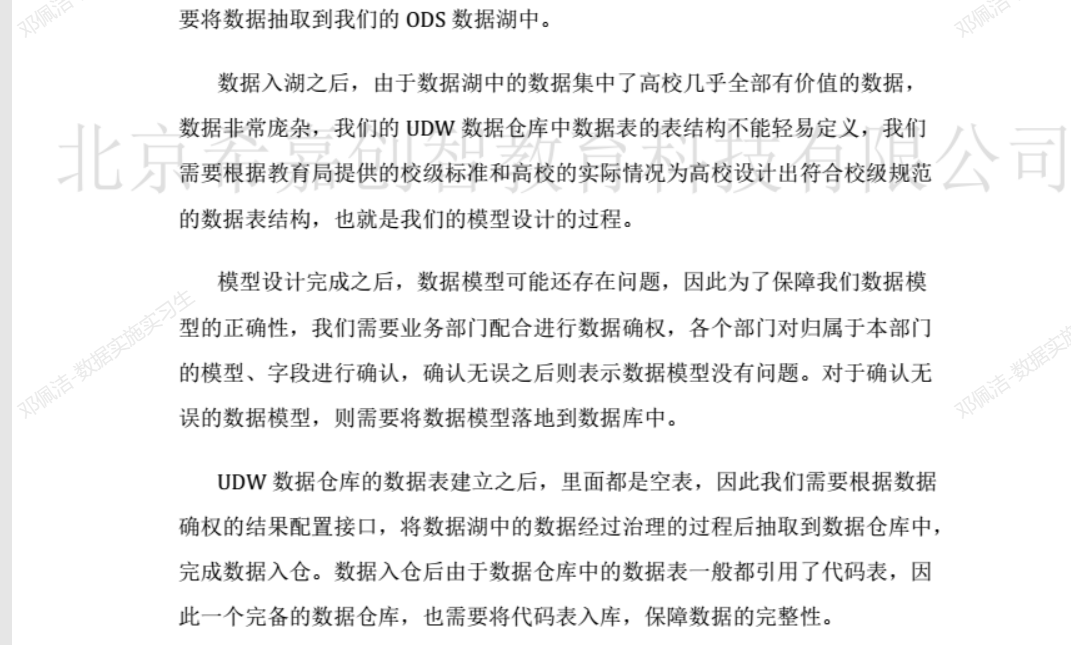 要将数据抽取到我们的 ODS 数据湖中。
数据入湖之后，由于数据湖中的数据集中了高校几乎全部有价值的数据，
数据非常庞杂，我们的 UDW 数据仓库中数据表的表结构不能轻易定义，我们
北京希嘉创智教育科技有限公司
需要根据教育局提供的校级标准和高校的实际情况为高校设计出符合校级规范
的数据表结构，也就是我们的模型设计的过程。
模型设计完成之后，数据模型可能还存在问题，因此为了保障我们数据模
型的正确性，我们需要业务部门配合进行数据确权，各个部门对归属于本部门
的模型、字段进行确认，确认无误之后则表示数据模型没有问题。对于确认无
误的数据模型，则需要将数据模型落地到数据库中。
UDW 数据仓库的数据表建立之后，里面都是空表，因此我们需要根据数据
确权的结果配置接口，将数据湖中的数据经过治理的过程后抽取到数据仓库中，
完成数据入仓。数据入仓后由于数据仓库中的数据表一般都引用了代码表，因
此一个完备的数据仓库，也需要将代码表入库，保障数据的完整性。
邓佩洁
邓佩洁
邓佩洁 数据实施实习生
邓佩洁 数据实